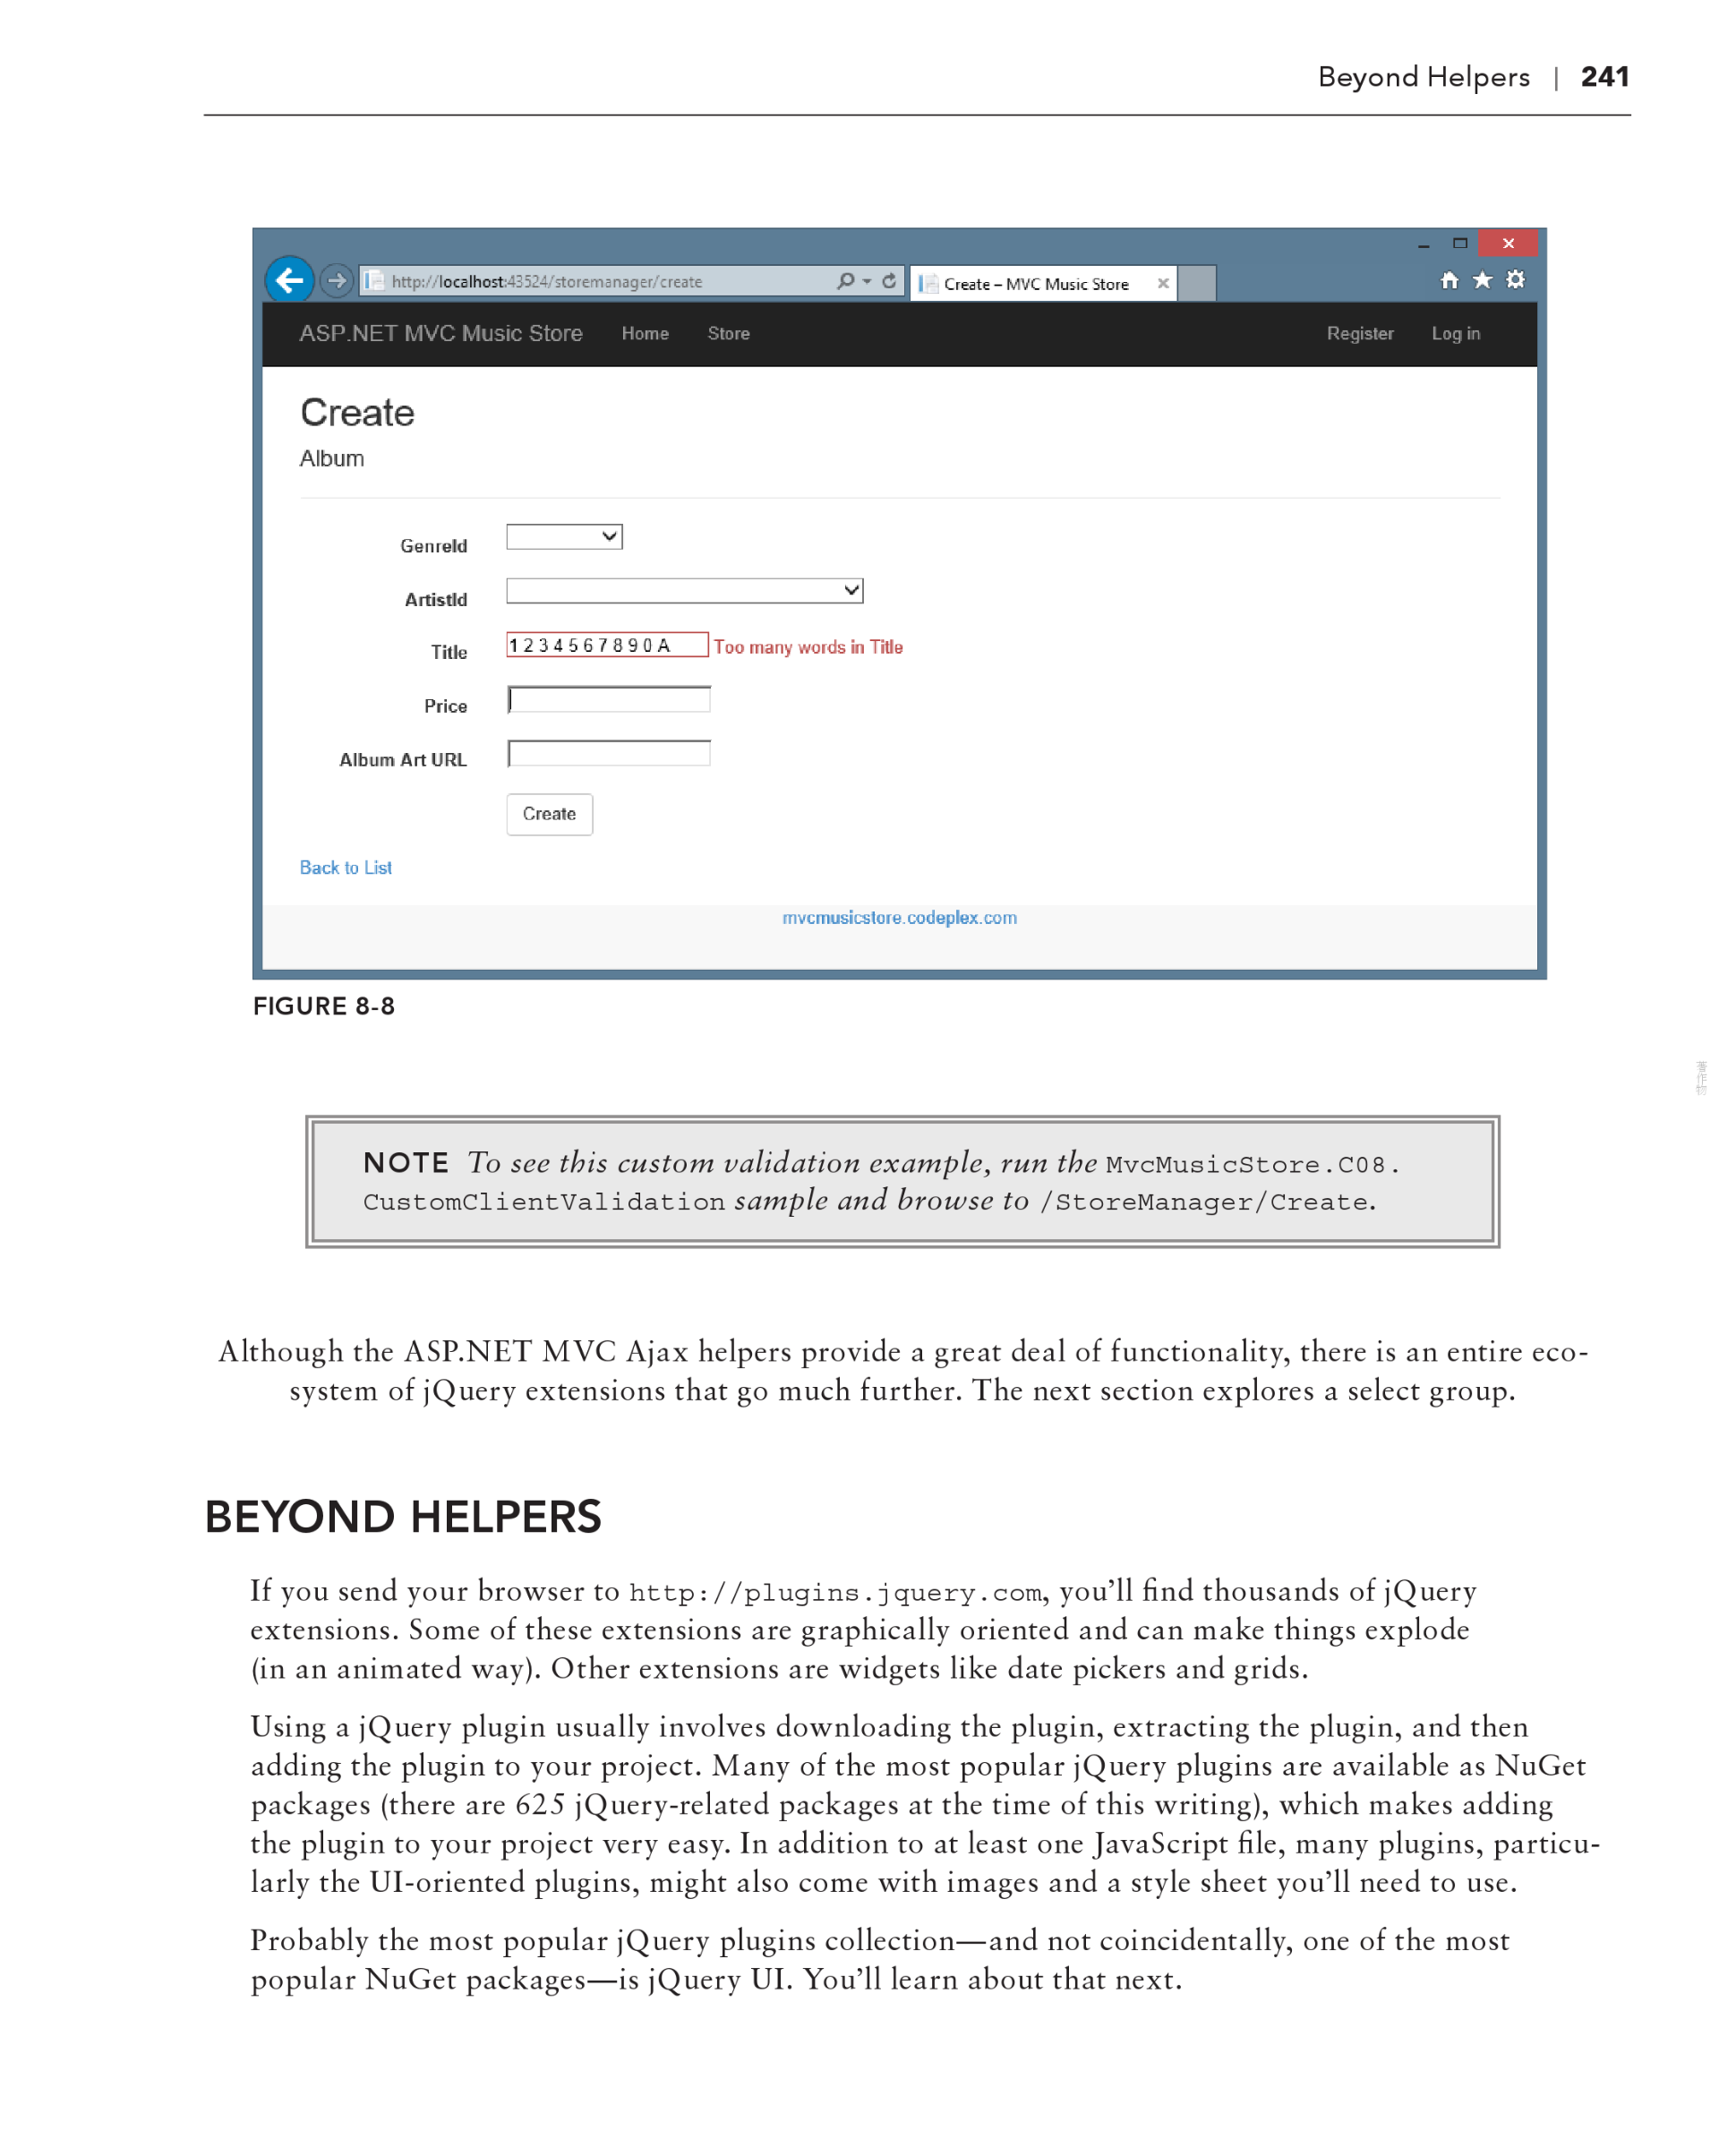 Beyond Helpers | 241
http://localhost:43524/storemanager/create
Create – MVC Music Store
ASP.NET MVC Music Store Home Store Register Log in
Create
Album
GenreId
ArtistId
Title 1 2 3 4 5 6 7 8 9 0 A Too many words in Title
Price
Album Art URL
Create
Back to List
mvcmusicstore.codeplex.com
FIGURE 8-8
著作物
NOTE To see this custom validation example, run the MvcMusicStore.C08.
CustomClientValidation sample and browse to /StoreManager/Create.
Although the ASP.NET MVC Ajax helpers provide a great deal of functionality, there is an entire eco-
system of jQuery extensions that go much further. The next section explores a select group.
BEYOND HELPERS
If you send your browser to http://plugins.jquery.com, you’ll find thousands of jQuery
extensions. Some of these extensions are graphically oriented and can make things explode
(in an animated way). Other extensions are widgets like date pickers and grids.
Using a jQuery plugin usually involves downloading the plugin, extracting the plugin, and then
adding the plugin to your project. Many of the most popular jQuery plugins are available as NuGet
packages (there are 625 jQuery-related packages at the time of this writing), which makes adding
the plugin to your project very easy. In addition to at least one JavaScript file, many plugins, particu-
larly the UI-oriented plugins, might also come with images and a style sheet you’ll need to use.
Probably the most popular jQuery plugins collection—and not coincidentally, one of the most
popular NuGet packages—is jQuery UI. You’ll learn about that next.